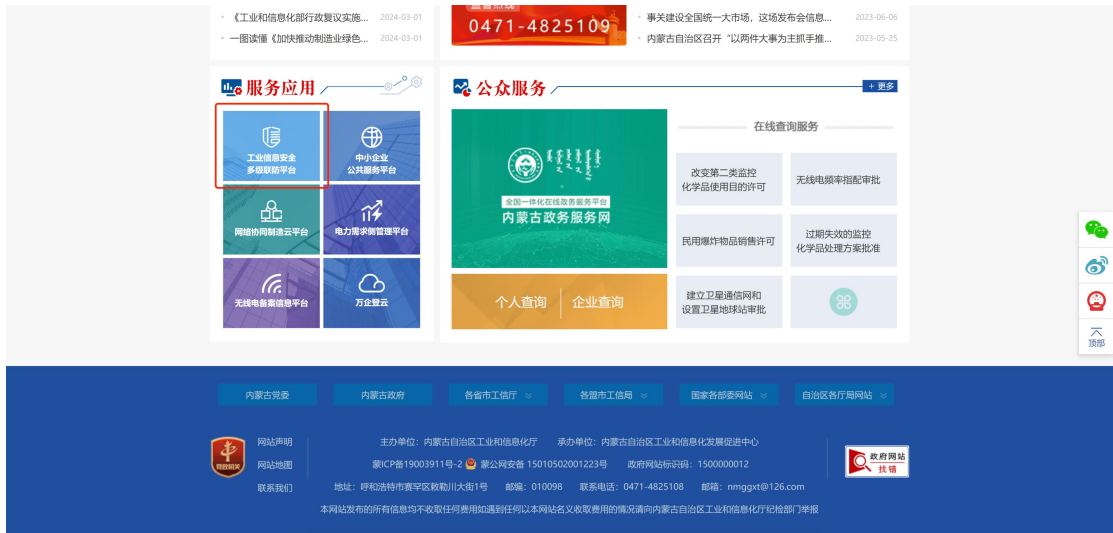 《工业和信息化部行政复议实施... 2024-03-01
一图读懂《加快推动制造业绿色... 2024-03-01
0471-4825109
事关建设全国统一大市场，这场发布会信息... 2023-06-06
内蒙古自治区召开“以两件大事为主抓手推... 2023-05-25
服务应用
工业信息安全
多级联防平台
中小企业
公共服务平台
网络协同制造云平台
电力需求侧管理平台
无线电备案信息平台
万企登云
公众服务
+ 更多
全国一体化在线政务服务平台
内蒙古政务服务网
个人查询
企业查询
在线查询服务
改变第二类监控
化学品使用目的许可
无线电频率指配审批
民用爆炸物品销售许可
过期失效的监控
化学品处理方案批准
建立卫星通信网和
设置卫星地球站审批
顶部
内蒙古党委
内蒙古政府
各省市工信厅
各盟市工信局
国家各部委网站
自治区各厅局网站
党政机关
网站声明
网站地图
联系我们
主办单位：内蒙古自治区工业和信息化厅 承办单位：内蒙古自治区工业和信息化发展促进中心
蒙ICP备19003911号-2 蒙公网安备 15010502001223号 政府网站标识码：1500000012
地址：呼和浩特市赛罕区敕勒川大街1号 邮编：010098 联系电话：0471-4825108 邮箱：nmggxt@126.com
本网站发布的所有信息均不收取任何费用如遇到任何以本网站名义收取费用的情况请向内蒙古自治区工业和信息化厅纪检部门举报
政府网站
找错